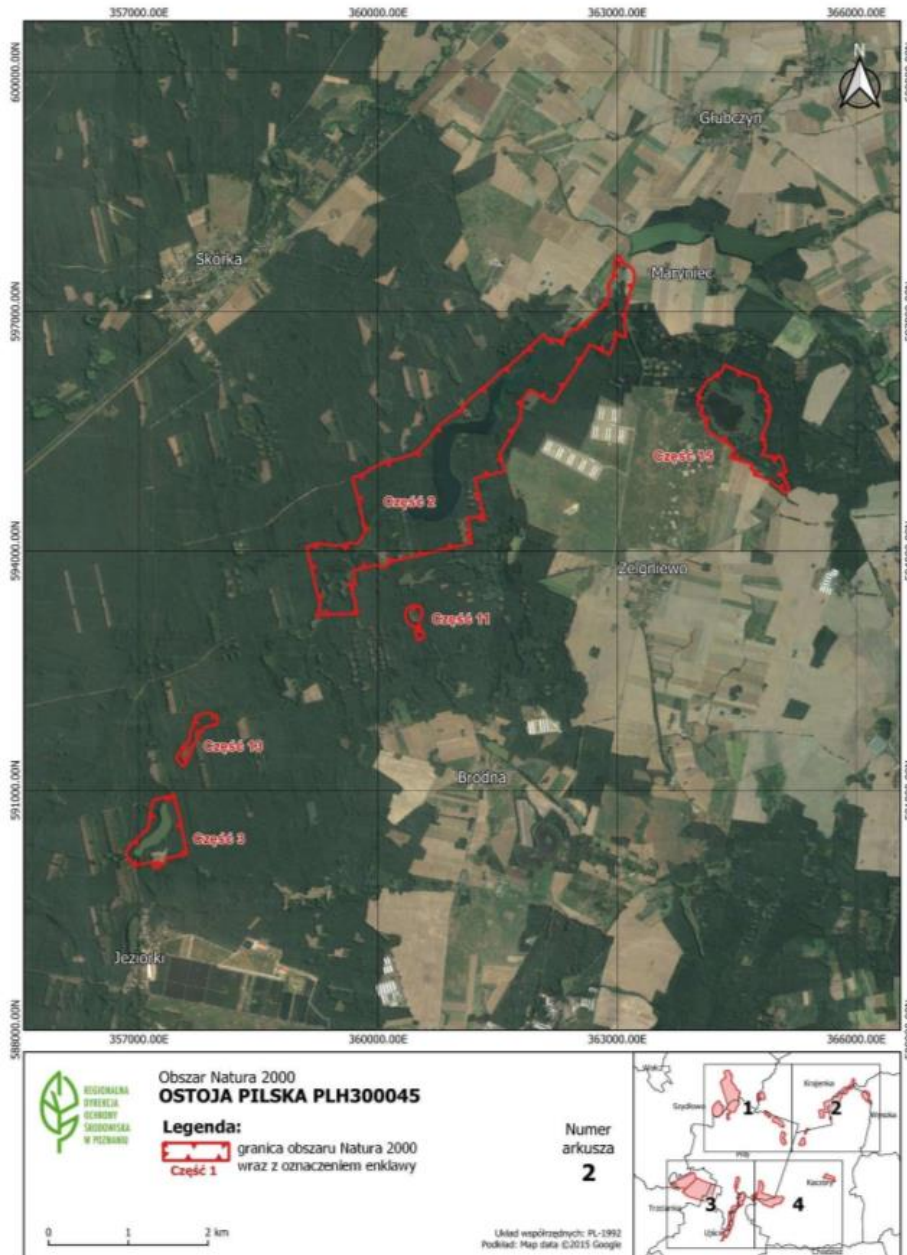 357000.00E 360000.00E 363000.00E 366000.00E
600000.00N
N
Głubczyn
Skórka
Maryniec
597000.00N
Część 15
Część 2
594000.00N
Zelgniewo
Część 11
Część 13
Brodna
591000.00N
Część 3
Jeziorki
588000.00N
357000.00E 360000.00E 363000.00E 366000.00E
REGIONALNA
DYREKCJA
OCHRONY
ŚRODOWISKA
W POZNANIU
Obszar Natura 2000
OSTOJA PILSKA PLH300045
Legenda:
granica obszaru Natura 2000
wraz z oznaczeniem enklawy
Część 1
0 1 2 km
Numer
arkusza
2
Układ współrzędnych: PL-1992
Podkład: Map data ©2015 Google
Krajenka
Szydłowo
1
2
Wysoka
Piła
Kaczory
Trzcianka
3
4
Ujście